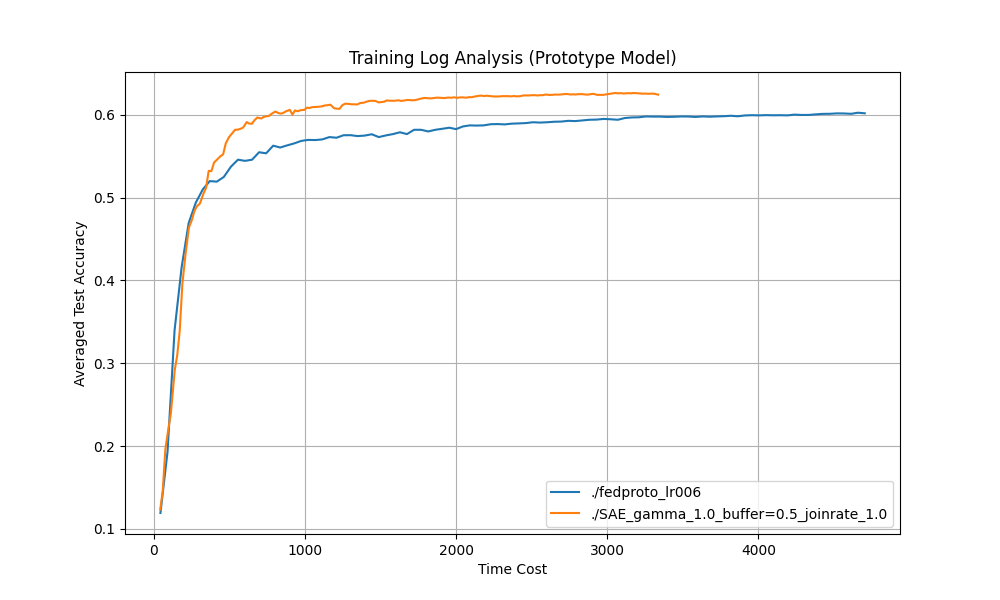 Training Log Analysis (Prototype Model)
Averaged Test Accuracy
0.6
0.5
0.4
0.3
0.2
0.1
./fedproto_lr006
./SAE_gamma_1.0_buffer=0.5_joinrate_1.0
0 1000 2000 3000 4000
Time Cost